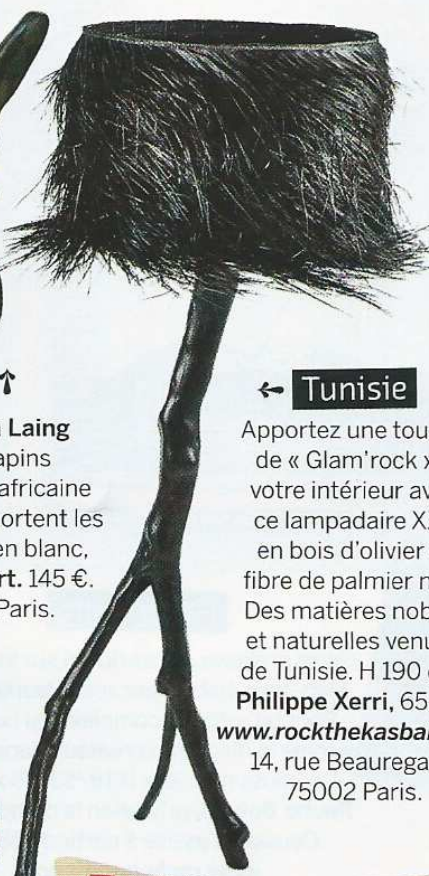 Laing
apins
africaine
ortent les
en blanc,
rt. 145 €.
Paris.
Tunisie
Apportez une tou
de « Glam'rock »
votre intérieur av
ce lampadaire X
en bois d'olivier
fibre de palmier n
Des matières nob
et naturelles venu
de Tunisie. H 190
Philippe Xerri, 65
www.rockthekasba
14, rue Beaurega
75002 Paris.